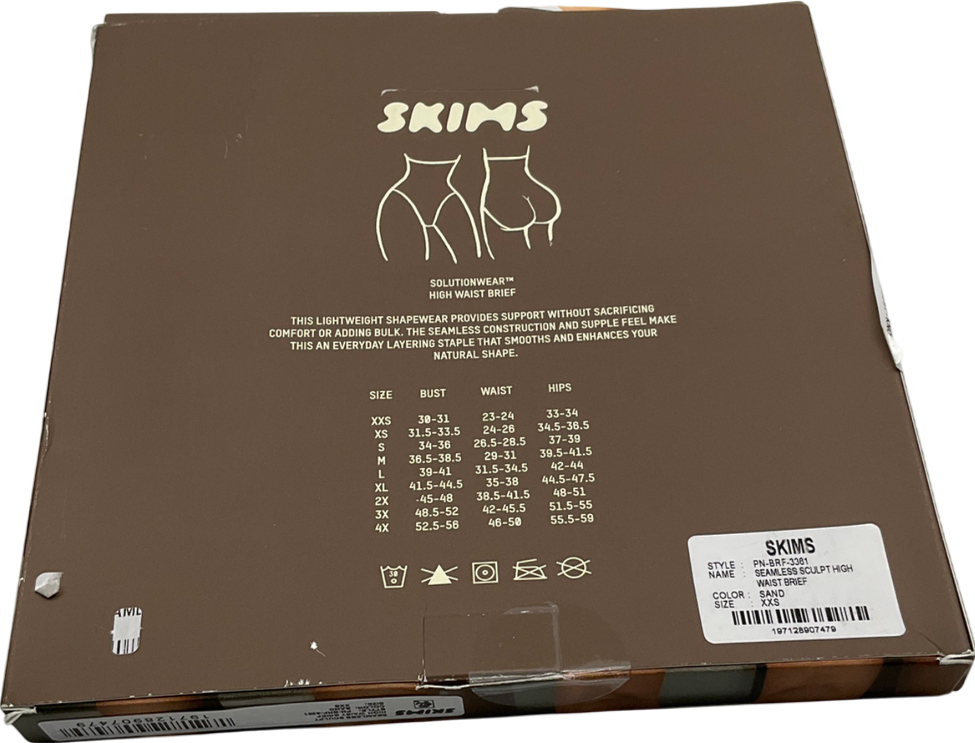 SKIMS
SOLUTIONWEAR™
HIGH WAIST BRIEF
THIS LIGHTWEIGHT SHAPEWEAR PROVIDES SUPPORT WITHOUT SACRIFICING
COMFORT OR ADDING BULK. THE SEAMLESS CONSTRUCTION AND SUPPLE FEEL MAKE
THIS AN EVERYDAY LAYERING STAPLE THAT SMOOTHS AND ENHANCES YOUR
NATURAL SHAPE.
SIZE BUST WAIST HIPS
XXS 30-31 23-24 33-34
XS 31.5-33.5 24-26 34.5-36.5
S 34-36 26.5-28.5 37-39
M 36.5-38.5 29-31 39.5-41.5
L 39-41 31.5-34.5 42-44
XL 41.5-44.5 35-38 44.5-47.5
2X 45-48 38.5-41.5 48-51
3X 48.5-52 42-45.5 51.5-55
4X 52.5-56 46-50 55.5-59
30
SKIMS
STYLE : PN-BRF-3361
NAME : SEAMLESS SCULPT HIGH
WAIST BRIEF
COLOR : SAND
SIZE : XXS
197128907479
SKIMS
197128907479